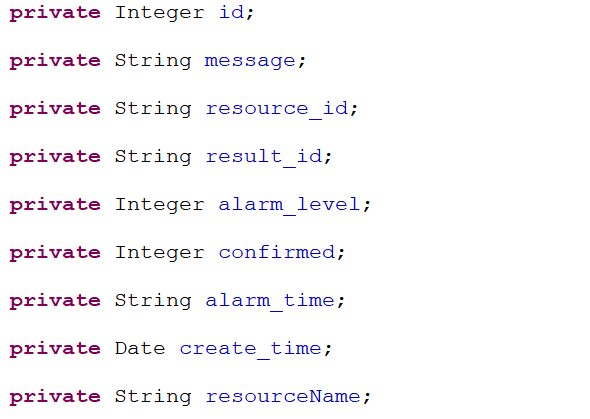 private Integer id;
private String message;
private String resource_id;
private String result_id;
private Integer alarm_level;
private Integer confirmed;
private String alarm_time;
private Date create_time;
private String resourceName;